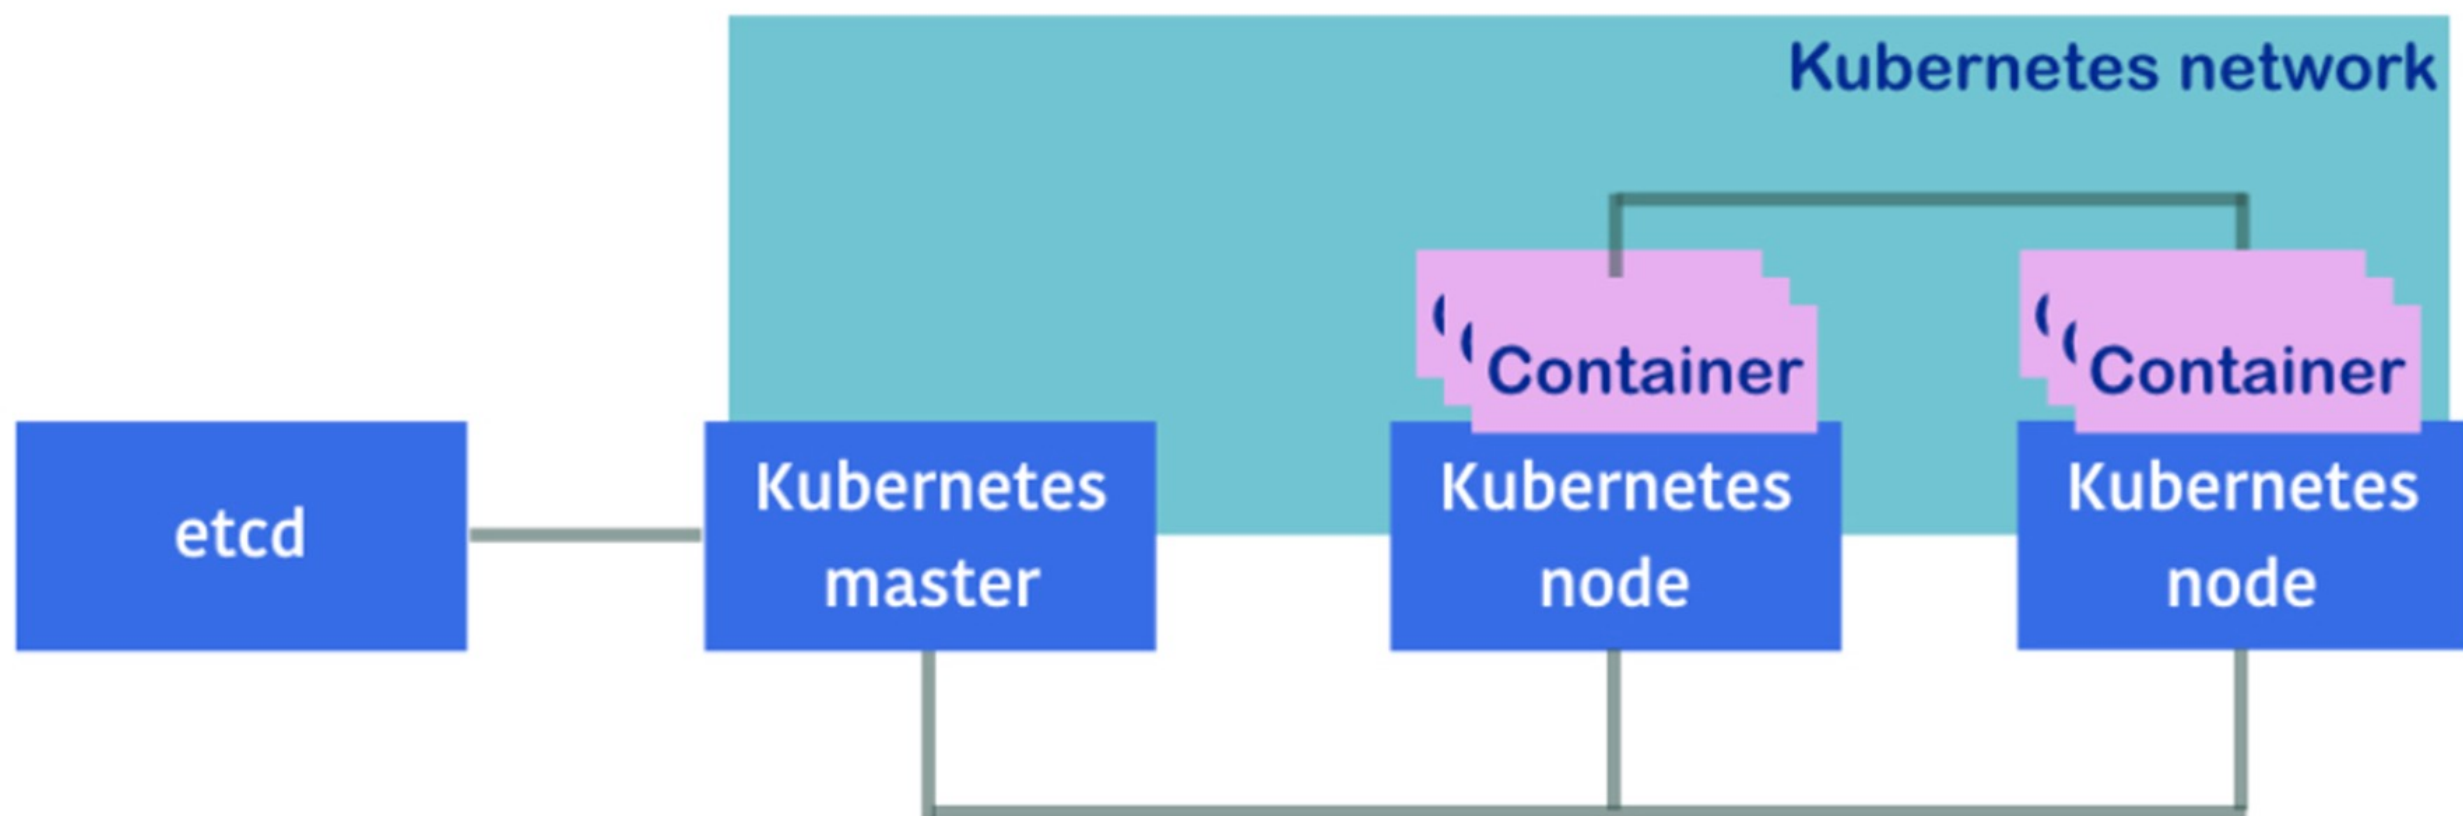 Kubernetes network
Container
Container
etcd
Kubernetes
master
Kubernetes
node
Kubernetes
node